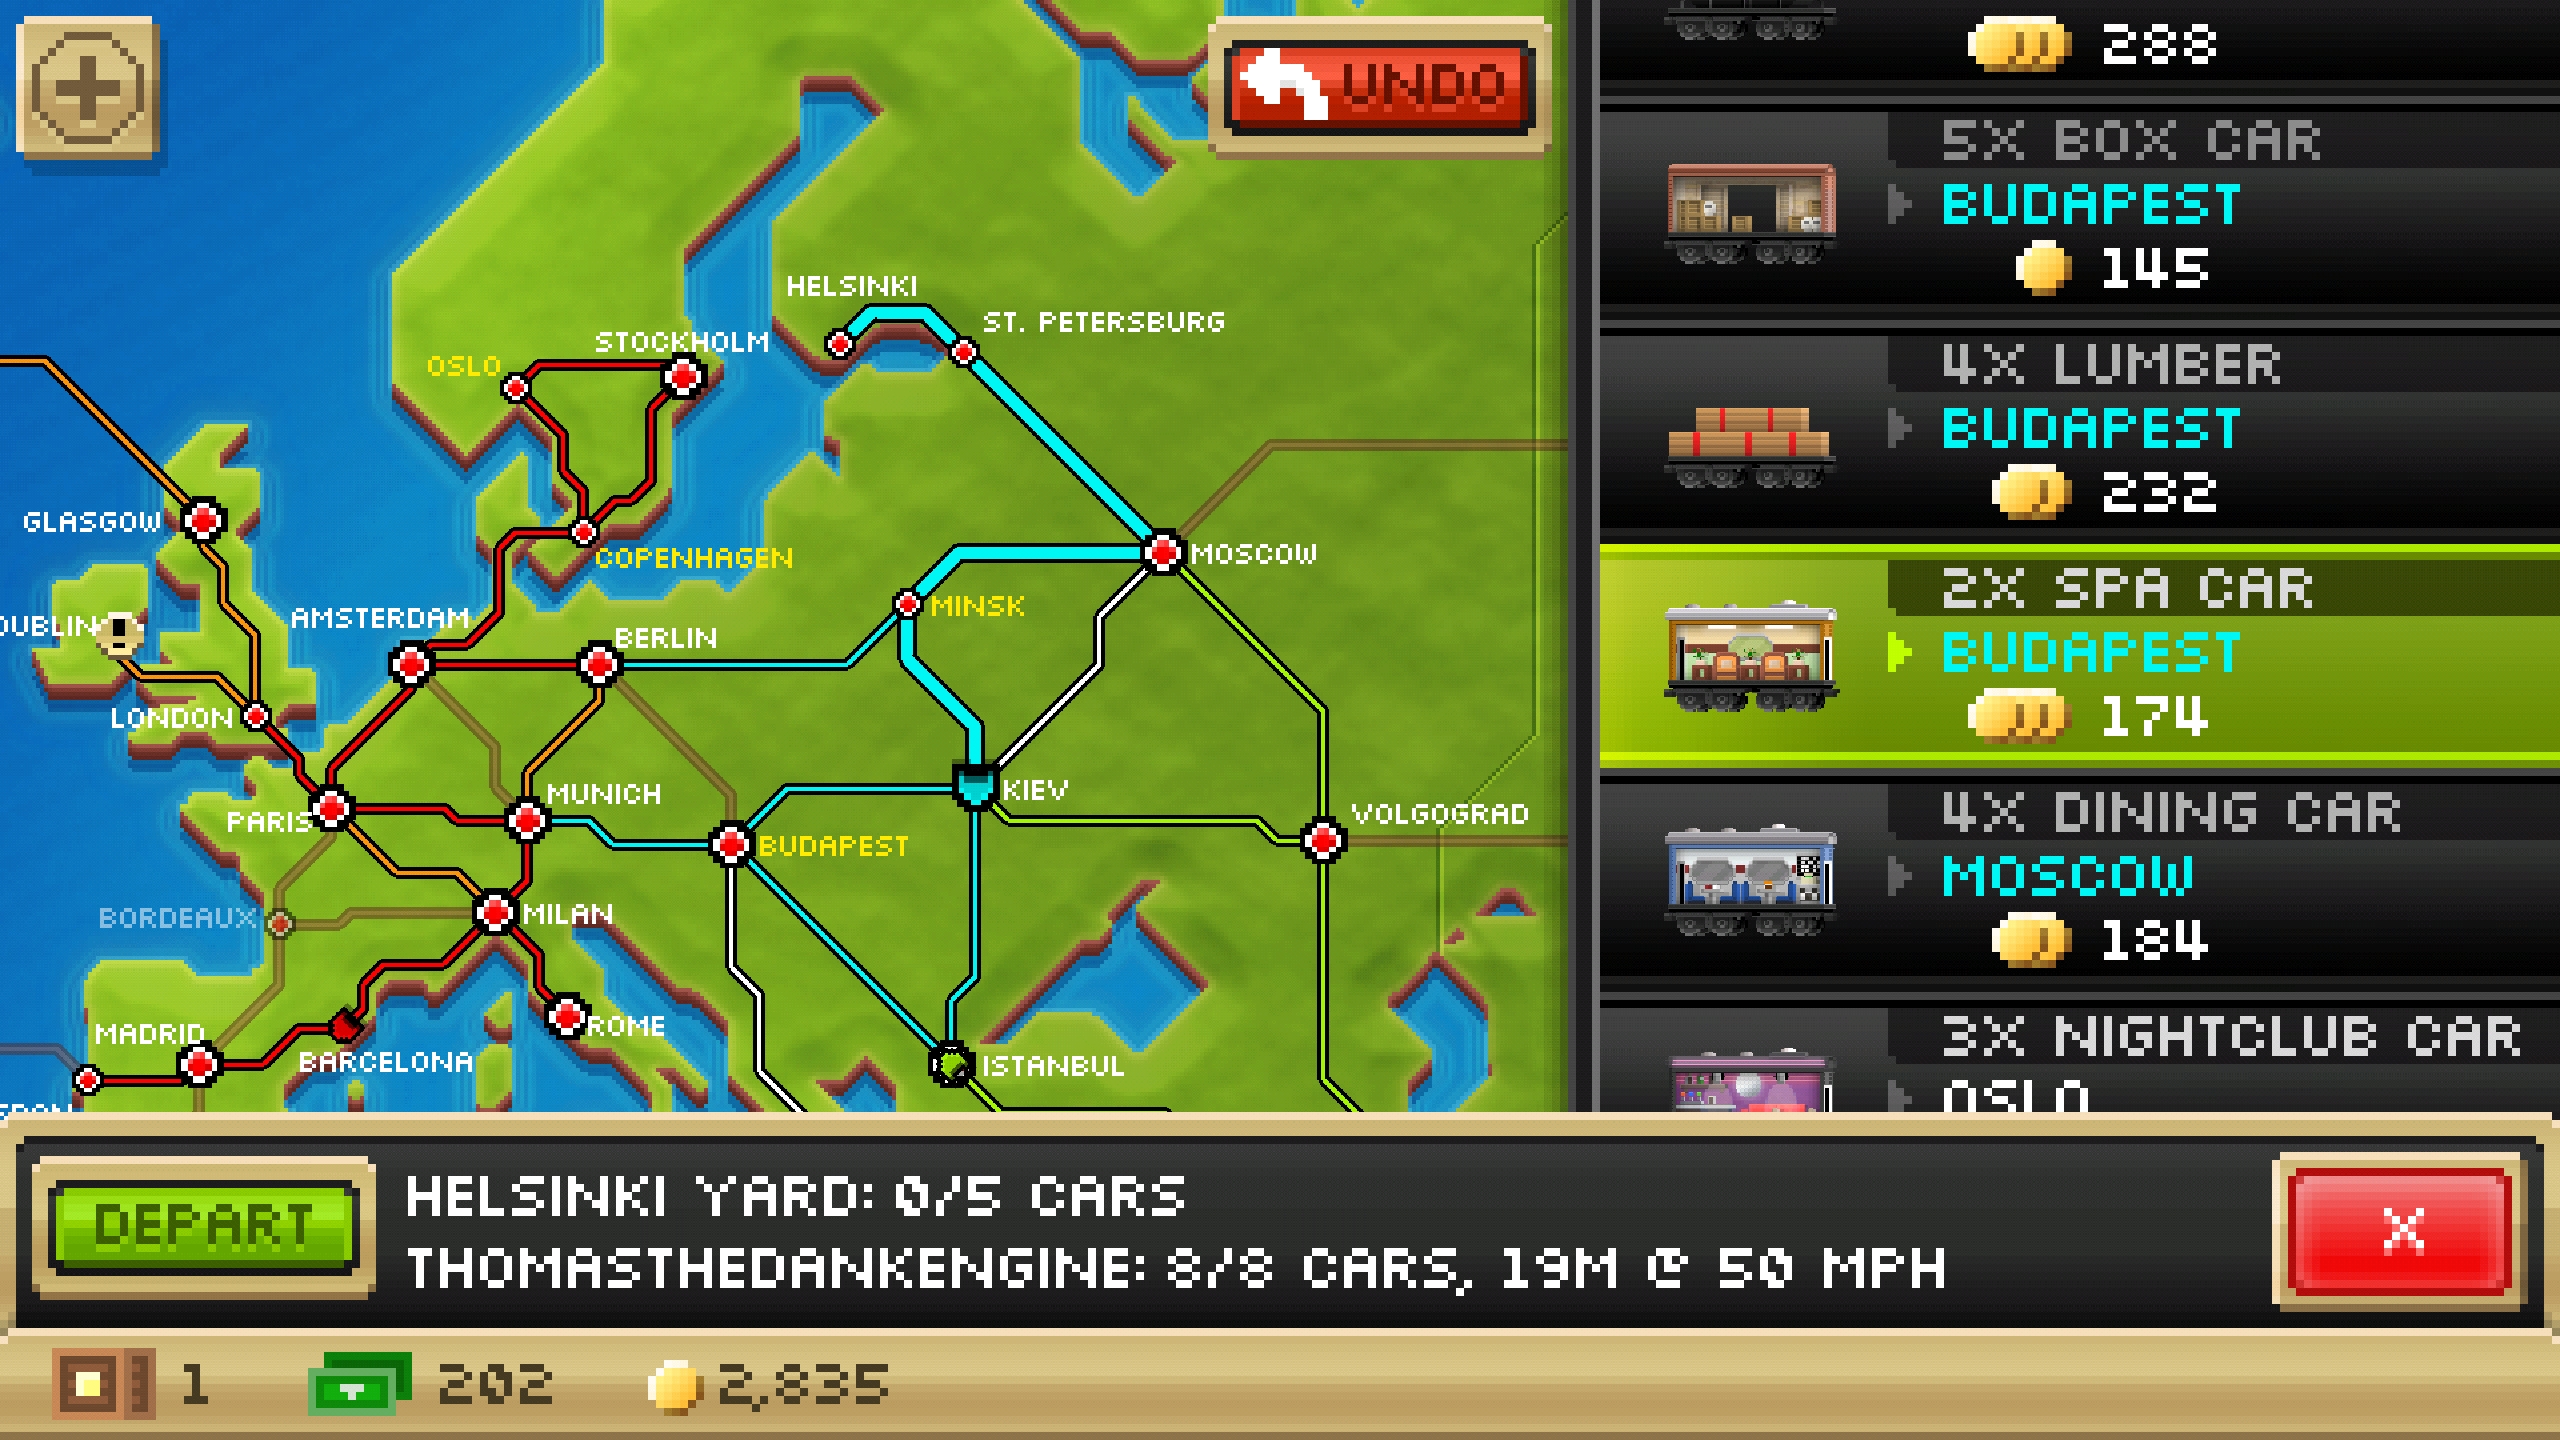 UNDO
HELSINKI
ST. PETERSBURG
STOCKHOLM
OSLO
GLASGOW
MOSCOW
COPENHAGEN
MINSK
AMSTERDAM
BERLIN
LONDON
MUNICH
KIEV
PARIS
VOLGOGRAD
BUDAPEST
BORDEAUX
MILAN
MADRID
ROME
BARCELONA
ISTANBUL
288
5X BOX CAR
BUDAPEST
145
4X LUMBER
BUDAPEST
232
2X SPA CAR
BUDAPEST
174
4X DINING CAR
MOSCOW
184
3X NIGHTCLUB CAR
OSLO
DEPART
HELSINKI YARD: 0/5 CARS
THOMASTHEDANKENGINE: 8/8 CARS, 19M @ 50 MPH
X
1
202
2,835